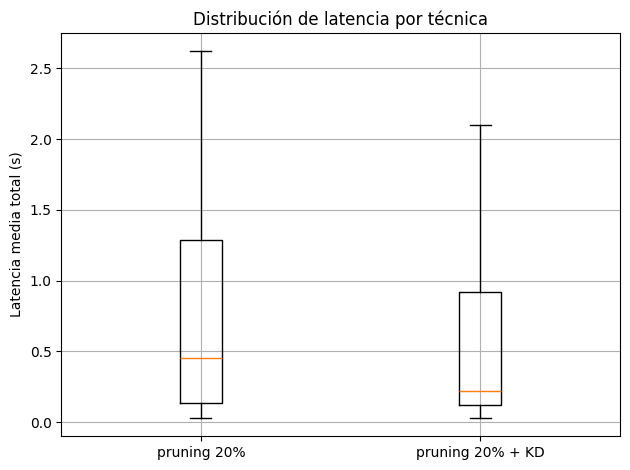 Distribución de latencia por técnica
Latencia media total (s)
2.5
2.0
1.5
1.0
0.5
0.0
pruning 20%
pruning 20% + KD